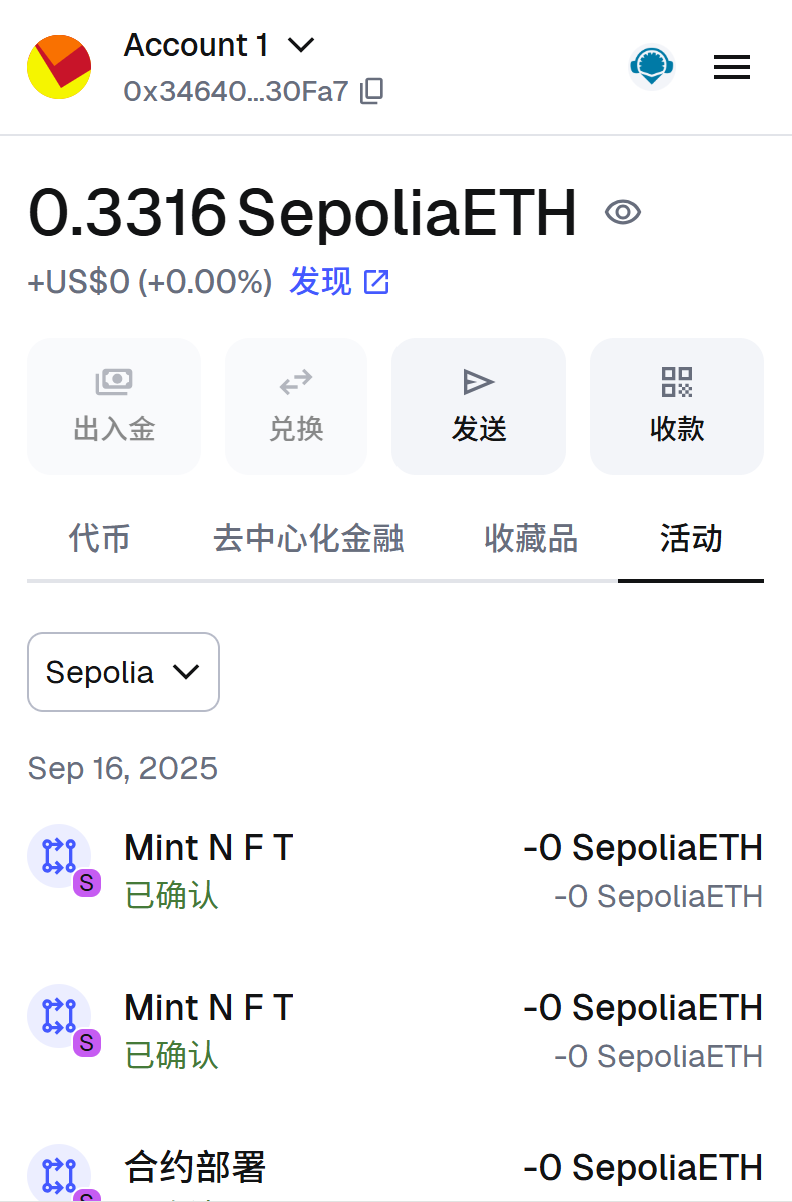 Account 1
0x34640...30Fa7
0.3316 SepoliaETH
+US$0 (+0.00%) 发现
出入金
兑换
发送
收款
代币
去中心化金融
收藏品
活动
Sepolia
Sep 16, 2025
Mint N F T
-0 SepoliaETH
S
已确认
-0 SepoliaETH
Mint N F T
-0 SepoliaETH
S
已确认
-0 SepoliaETH
合约部署
-0 SepoliaETH